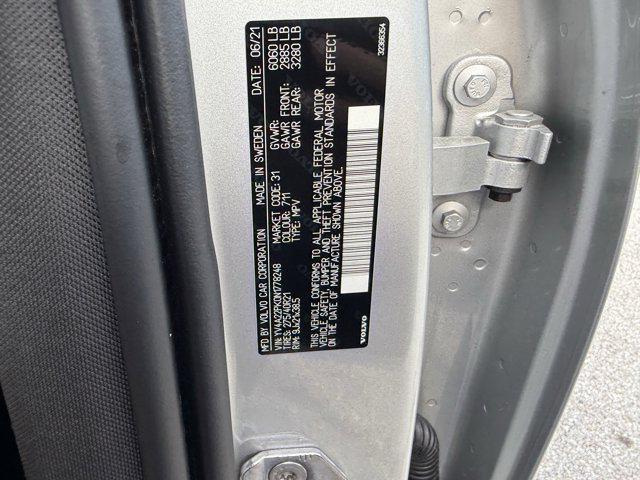 MFD BY VOLVO CAR CORPORATION MADE IN SWEDEN DATE: 06/21
VIN: YV4A22PK0N1778248 MARKET CODE: 31 GVWR: 6060 LB
TIRES: 275/40R21 COLOUR: 711 GAWR FRONT: 2885 LB
RIM: 9Jx21x38.5 TYPE: MPV GAWR REAR: 3280 LB
THIS VEHICLE CONFORMS TO ALL APPLICABLE FEDERAL MOTOR
VEHICLE SAFETY, BUMPER AND THEFT PREVENTION STANDARDS IN EFFECT
ON THE DATE OF MANUFACTURE SHOWN ABOVE.
VOLVO
32366354